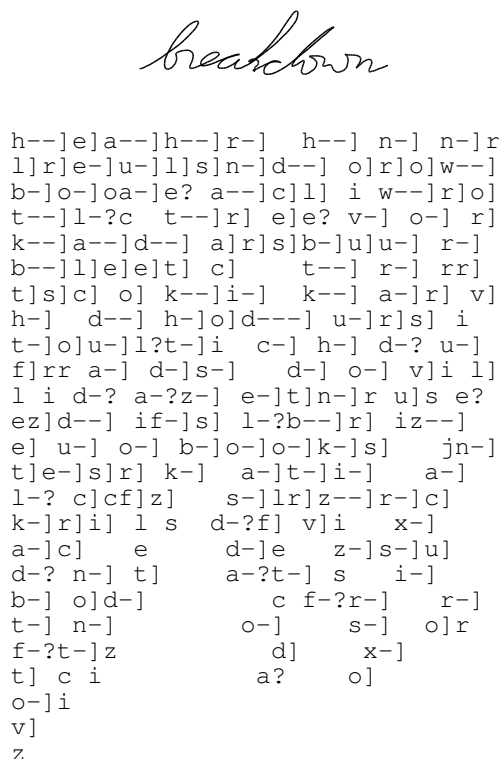 breakdown
h--]e]a--]h--]r-]  h--] n-] n-]r
l]r]e-]u-]l]s]n-]d--] o]r]o]w--]
b-]o-]oa-]e? a--]c]l] i w--]r]o]
t--]l-?c  t--]r] e]e? v-] o-] r]
k--]a--]d--] a]r]s]b-]u]u-] r-]
b--]l]e]e]t] c]     t--] r-] rr]
t]s]c] o] k--]i-]  k--] a-]r] v]
h-]  d--] h-]o]d---] u-]r]s] i
t-]o]u-]l?t-]i  c-] h-] d-? u-]
f]rr a-] d-]s-]    d-] o-] v]i l]
l i d-? a-?z-] e-]t]n-]r u]s e?
ez]d--] if-]s] l-?b--]r] iz--]
e] u-] o-] b-]o-]o-]k-]s]    jn-]
t]e-]s]r] k-]  a-]t-]i-]    a-]
l-? c]cf]z]    s-]lr]z--]r-]c]
k-]r]i] l s  d-?f] v]i    x-]
a-]c]   e      d-]e   z-]s-]u]
d-? n-] t]     a-?t-] s    i-]
b-] o]d-]         c f-?r-]    r-]
t-] n-]         o-]     s-]  o]r
f-?t-]z           d]     x-]
t] c i           a?     o]
o-]i
v]
z